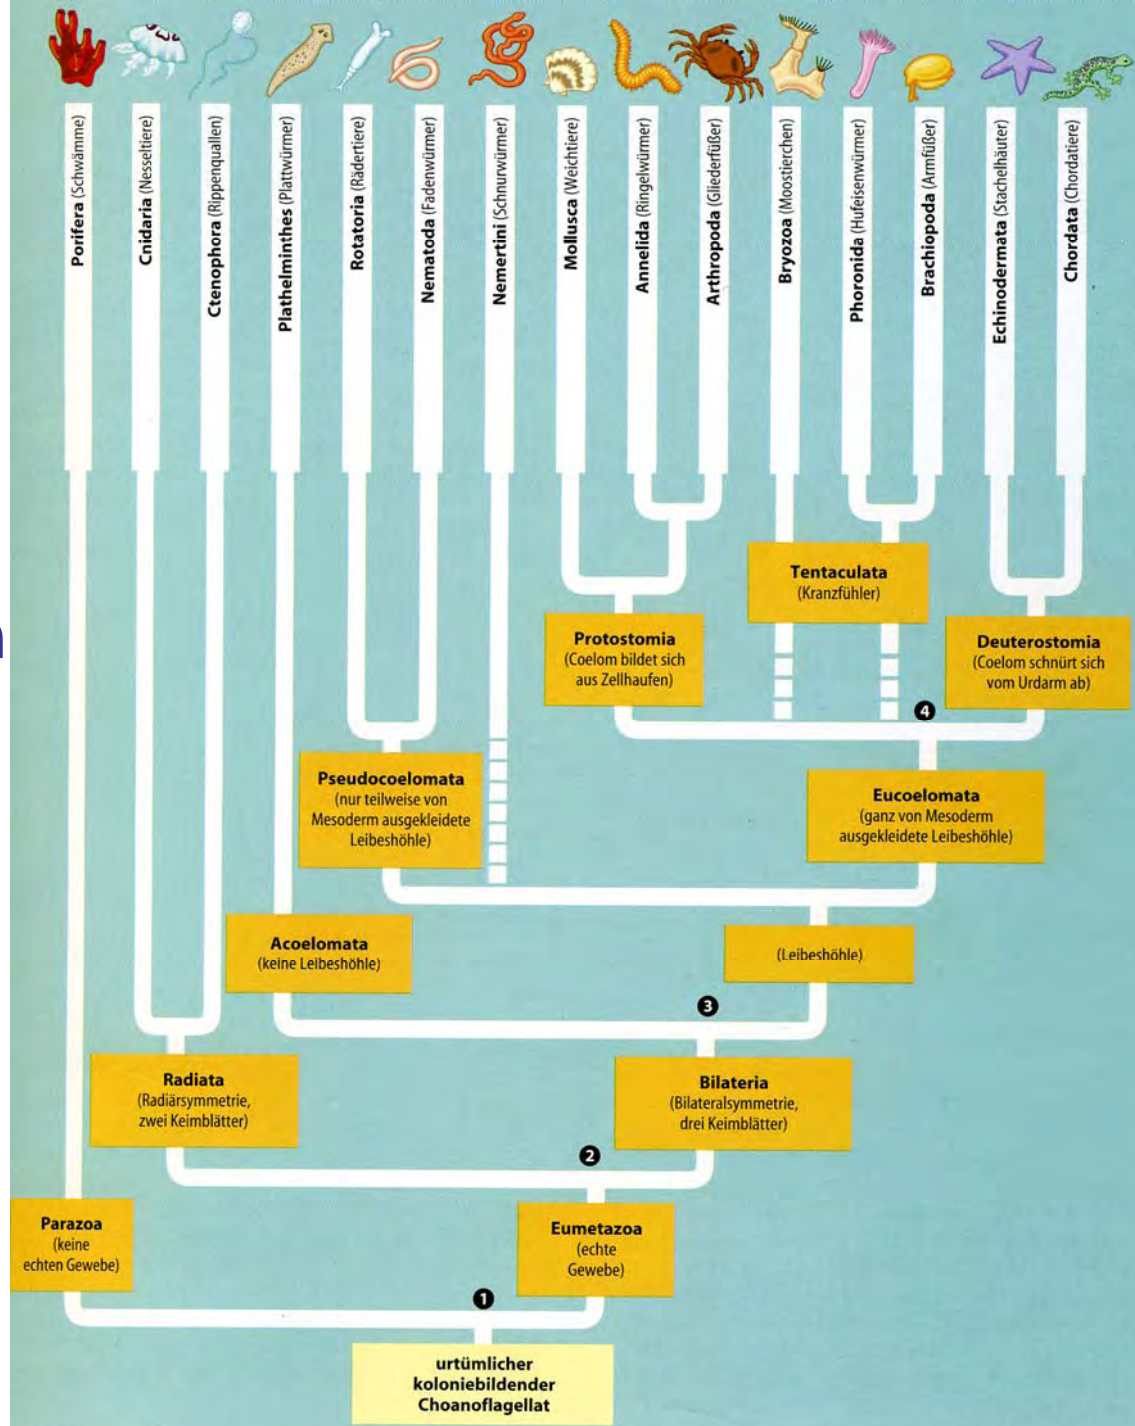 Porifera (Schwämme)
Cnidaria (Nesseltiere)
Ctenophora (Rippenquallen)
Plathelminthes (Plattwürmer)
Rotatoria (Rädertiere)
Nematoda (Fadenwürmer)
Nemertini (Schnurwürmer)
Mollusca (Weichtiere)
Annelida (Ringelwürmer)
Arthropoda (Gliederfüßer)
Bryozoa (Moostierchen)
Phoronida (Hufeisenwürmer)
Brachiopoda (Armfüßer)
Echinodermata (Stachelhäuter)
Chordata (Chordatiere)
Tentaculata
(Kranzfühler)
Protostomia
(Coelom bildet sich
aus Zellhaufen)
Deuterostomia
(Coelom schnürt sich
vom Urdarm ab)
4
Pseudocoelomata
(nur teilweise von
Mesoderm ausgekleidete
Leibeshöhle)
Eucoelomata
(ganz von Mesoderm
ausgekleidete Leibeshöhle)
Acoelomata
(keine Leibeshöhle)
(Leibeshöhle)
3
Radiata
(Radiärsymmetrie,
zwei Keimblätter)
Bilateria
(Bilateralsymmetrie,
drei Keimblätter)
2
Parazoa
(keine
echten Gewebe)
Eumetazoa
(echte
Gewebe)
1
urtümlicher
koloniebildender
Choanoflagellat